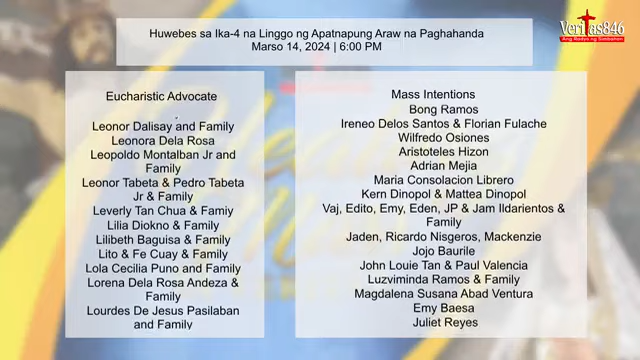 Huwebes sa Ika-4 na Linggo ng Apatnapung Araw na Paghahanda
Marso 14, 2024 | 6:00 PM
Veritas846
Ang Radyo ng Simbahan
Eucharistic Advocate
Leonor Dalisay and Family
Leonora Dela Rosa
Leopoldo Montalban Jr and
Family
Leonor Tabeta & Pedro Tabeta
Jr & Family
Leverly Tan Chua & Famiy
Lilia Diokno & Family
Lilibeth Baguisa & Family
Lito & Fe Cuay & Family
Lola Cecilia Puno and Family
Lorena Dela Rosa Andeza &
Family
Lourdes De Jesus Pasilaban
and Family
Mass Intentions
Bong Ramos
Ireneo Delos Santos & Florian Fulache
Wilfredo Osiones
Aristoteles Hizon
Adrian Mejia
Maria Consolacion Librero
Kern Dinopol & Mattea Dinopol
Vaj, Edito, Emy, Eden, JP & Jam Ildarientos &
Family
Jaden, Ricardo Nisgeros, Mackenzie
Jojo Baurile
John Louie Tan & Paul Valencia
Luzviminda Ramos & Family
Magdalena Susana Abad Ventura
Emy Baesa
Juliet Reyes